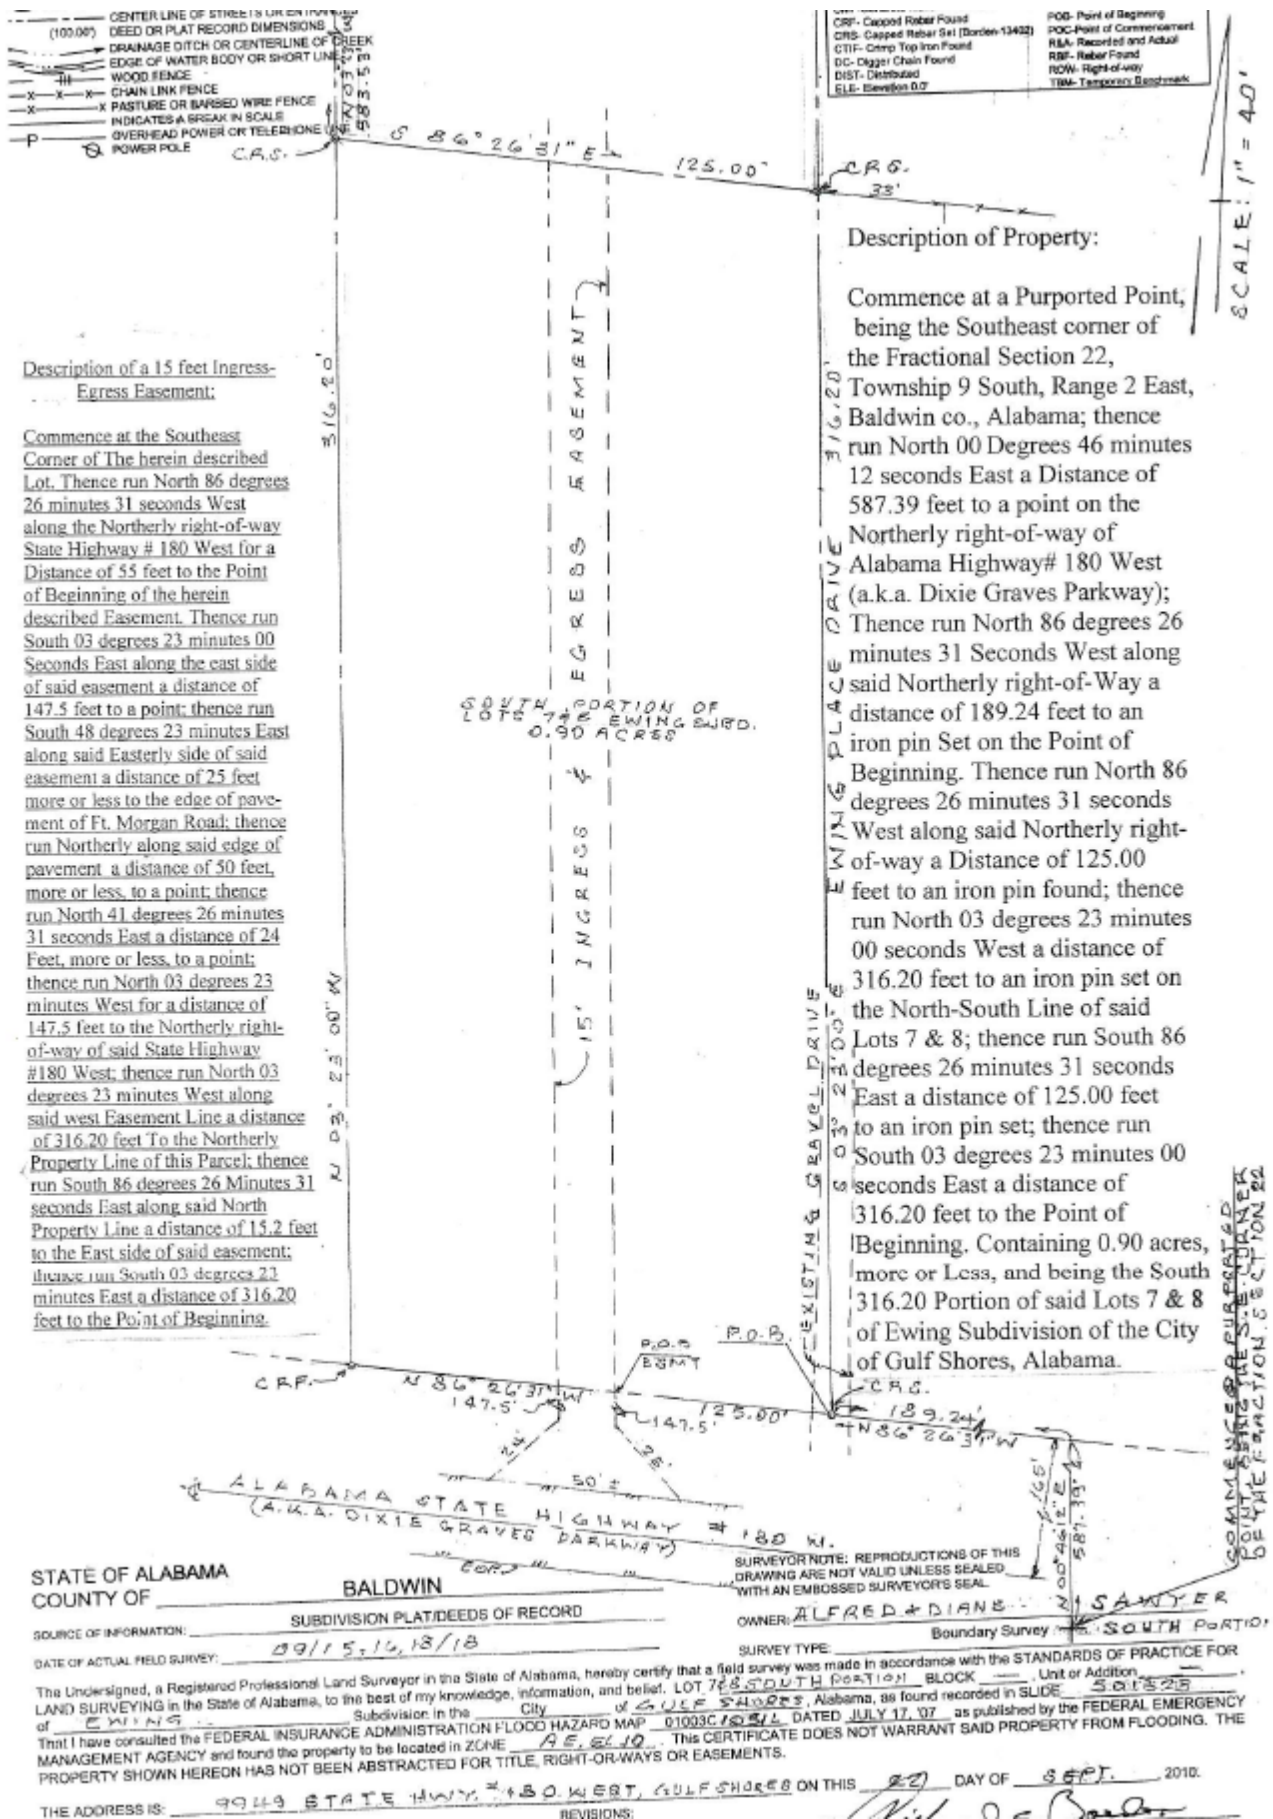 CENTER LINE OF STREETS OR
(100.00') DEED OR PLAT RECORD DIMENSIONS
DRAINAGE DITCH OR CENTERLINE OF CREEK
EDGE OF WATER BODY OR SHORT LINE
WOOD FENCE
X X X CHAIN LINK FENCE
X X PASTURE OR BARBED WIRE FENCE
INDICATES A BREAK IN SCALE
P OVERHEAD POWER OR TELEPHONE
POWER POLE
CRF- Capped Rebar Found
CRS- Capped Rebar Set (Borden-13402)
CTIF- Crimp Top Iron Found
DC- Digger Chain Found
DIST- Distributed
ELE- Elevation 0.0'
POB- Point of Beginning
POC-Point of Commencement
R&A- Recorded and Actual
RBF- Rebar Found
ROW- Right-of-way
TBM- Temporary Benchmark
SCALE: 1" = 40'
C.R.S.
S 86° 26' 31" E
125.00'
C.R.S.
33'
Description of Property:
Commence at a Purported Point,
being the Southeast corner of
the Fractional Section 22,
Township 9 South, Range 2 East,
Baldwin co., Alabama; thence
run North 00 Degrees 46 minutes
12 seconds East a Distance of
587.39 feet to a point on the
Northerly right-of-way of
Alabama Highway# 180 West
(a.k.a. Dixie Graves Parkway);
Thence run North 86 degrees 26
minutes 31 Seconds West along
said Northerly right-of-Way a
distance of 189.24 feet to an
iron pin Set on the Point of
Beginning. Thence run North 86
degrees 26 minutes 31 seconds
West along said Northerly right-
of-way a Distance of 125.00
feet to an iron pin found; thence
run North 03 degrees 23 minutes
00 seconds West a distance of
316.20 feet to an iron pin set on
the North-South Line of said
Lots 7 & 8; thence run South 86
degrees 26 minutes 31 seconds
East a distance of 125.00 feet
to an iron pin set; thence run
South 03 degrees 23 minutes 00
seconds East a distance of
316.20 feet to the Point of
Beginning. Containing 0.90 acres,
more or Less, and being the South
316.20 Portion of said Lots 7 & 8
of Ewing Subdivision of the City
of Gulf Shores, Alabama.
Description of a 15 feet Ingress-
Egress Easement:
Commence at the Southeast
Corner of The herein described
Lot. Thence run North 86 degrees
26 minutes 31 seconds West
along the Northerly right-of-way
State Highway # 180 West for a
Distance of 55 feet to the Point
of Beginning of the herein
described Easement. Thence run
South 03 degrees 23 minutes 00
Seconds East along the east side
of said easement a distance of
147.5 feet to a point; thence run
South 48 degrees 23 minutes East
along said Easterly side of said
easement a distance of 25 feet
more or less to the edge of pave-
ment of Ft. Morgan Road; thence
run Northerly along said edge of
pavement a distance of 50 feet,
more or less, to a point; thence
run North 41 degrees 26 minutes
31 seconds East a distance of 24
Feet, more or less, to a point;
thence run North 03 degrees 23
minutes West for a distance of
147.5 feet to the Northerly right-
of-way of said State Highway
#180 West; thence run North 03
degrees 23 minutes West along
said west Easement Line a distance
of 316.20 feet To the Northerly
Property Line of this Parcel; thence
run South 86 degrees 26 Minutes 31
seconds East along said North
Property Line a distance of 15.2 feet
to the East side of said easement;
thence run South 03 degrees 23
minutes East a distance of 316.20
feet to the Point of Beginning.
316.20'
N 03° 23' 00" W
15' INGRESS & EGRESS EASEMENT
SOUTH PORTION OF
LOTS 7&8 EWING SUBD.
0.90 ACRES
316.20'
EWING PLACE DRIVE
EXISTING GRAVEL DRIVE
S 03° 23' 00" E
P.O.B.
ESMT
P.O.B.
C.R.F.
N 86° 26' 31" W
147.5'
147.5'
125.00'
C.R.S.
189.24'
N 86° 26' 31" W
24'
50' ±
165'
N 00° 46' 12" E
587.39'
COMMENCE @ PURPORTED
POINT BEING THE S.E. CORNER
OF THE FRACTION. SECTION 22
ALABAMA STATE HIGHWAY # 180 W.
(A.K.A. DIXIE GRAVES PARKWAY)
EOP
STATE OF ALABAMA
COUNTY OF BALDWIN
SURVEYOR NOTE: REPRODUCTIONS OF THIS
DRAWING ARE NOT VALID UNLESS SEALED
WITH AN EMBOSSED SURVEYOR'S SEAL
SOURCE OF INFORMATION: SUBDIVISION PLAT/DEEDS OF RECORD
OWNER: ALFRED & DIANE SAWYER
DATE OF ACTUAL FIELD SURVEY: 09/15,16,18/18
SURVEY TYPE: Boundary Survey SOUTH PORTION
The Undersigned, a Registered Professional Land Surveyor in the State of Alabama, hereby certify that a field survey was made in accordance with the STANDARDS OF PRACTICE FOR
LAND SURVEYING in the State of Alabama, to the best of my knowledge, information, and belief. LOT 7&8 SOUTH PORTION BLOCK — , Unit or Addition —
of EWING Subdivision in the City of GULF SHORES, Alabama, as found recorded in SLIDE
That I have consulted the FEDERAL INSURANCE ADMINISTRATION FLOOD HAZARD MAP DATED JULY 17, '07 as published by the FEDERAL EMERGENCY
MANAGEMENT AGENCY and found the property to be located in ZONE AE, EL 10. This CERTIFICATE DOES NOT WARRANT SAID PROPERTY FROM FLOODING. THE
PROPERTY SHOWN HEREON HAS NOT BEEN ABSTRACTED FOR TITLE, RIGHT-OR-WAYS OR EASEMENTS.
THE ADDRESS IS: 9949 STATE HWY. # 180 WEST, GULF SHORES ON THIS 22 DAY OF SEPT. 2010.
REVISIONS: